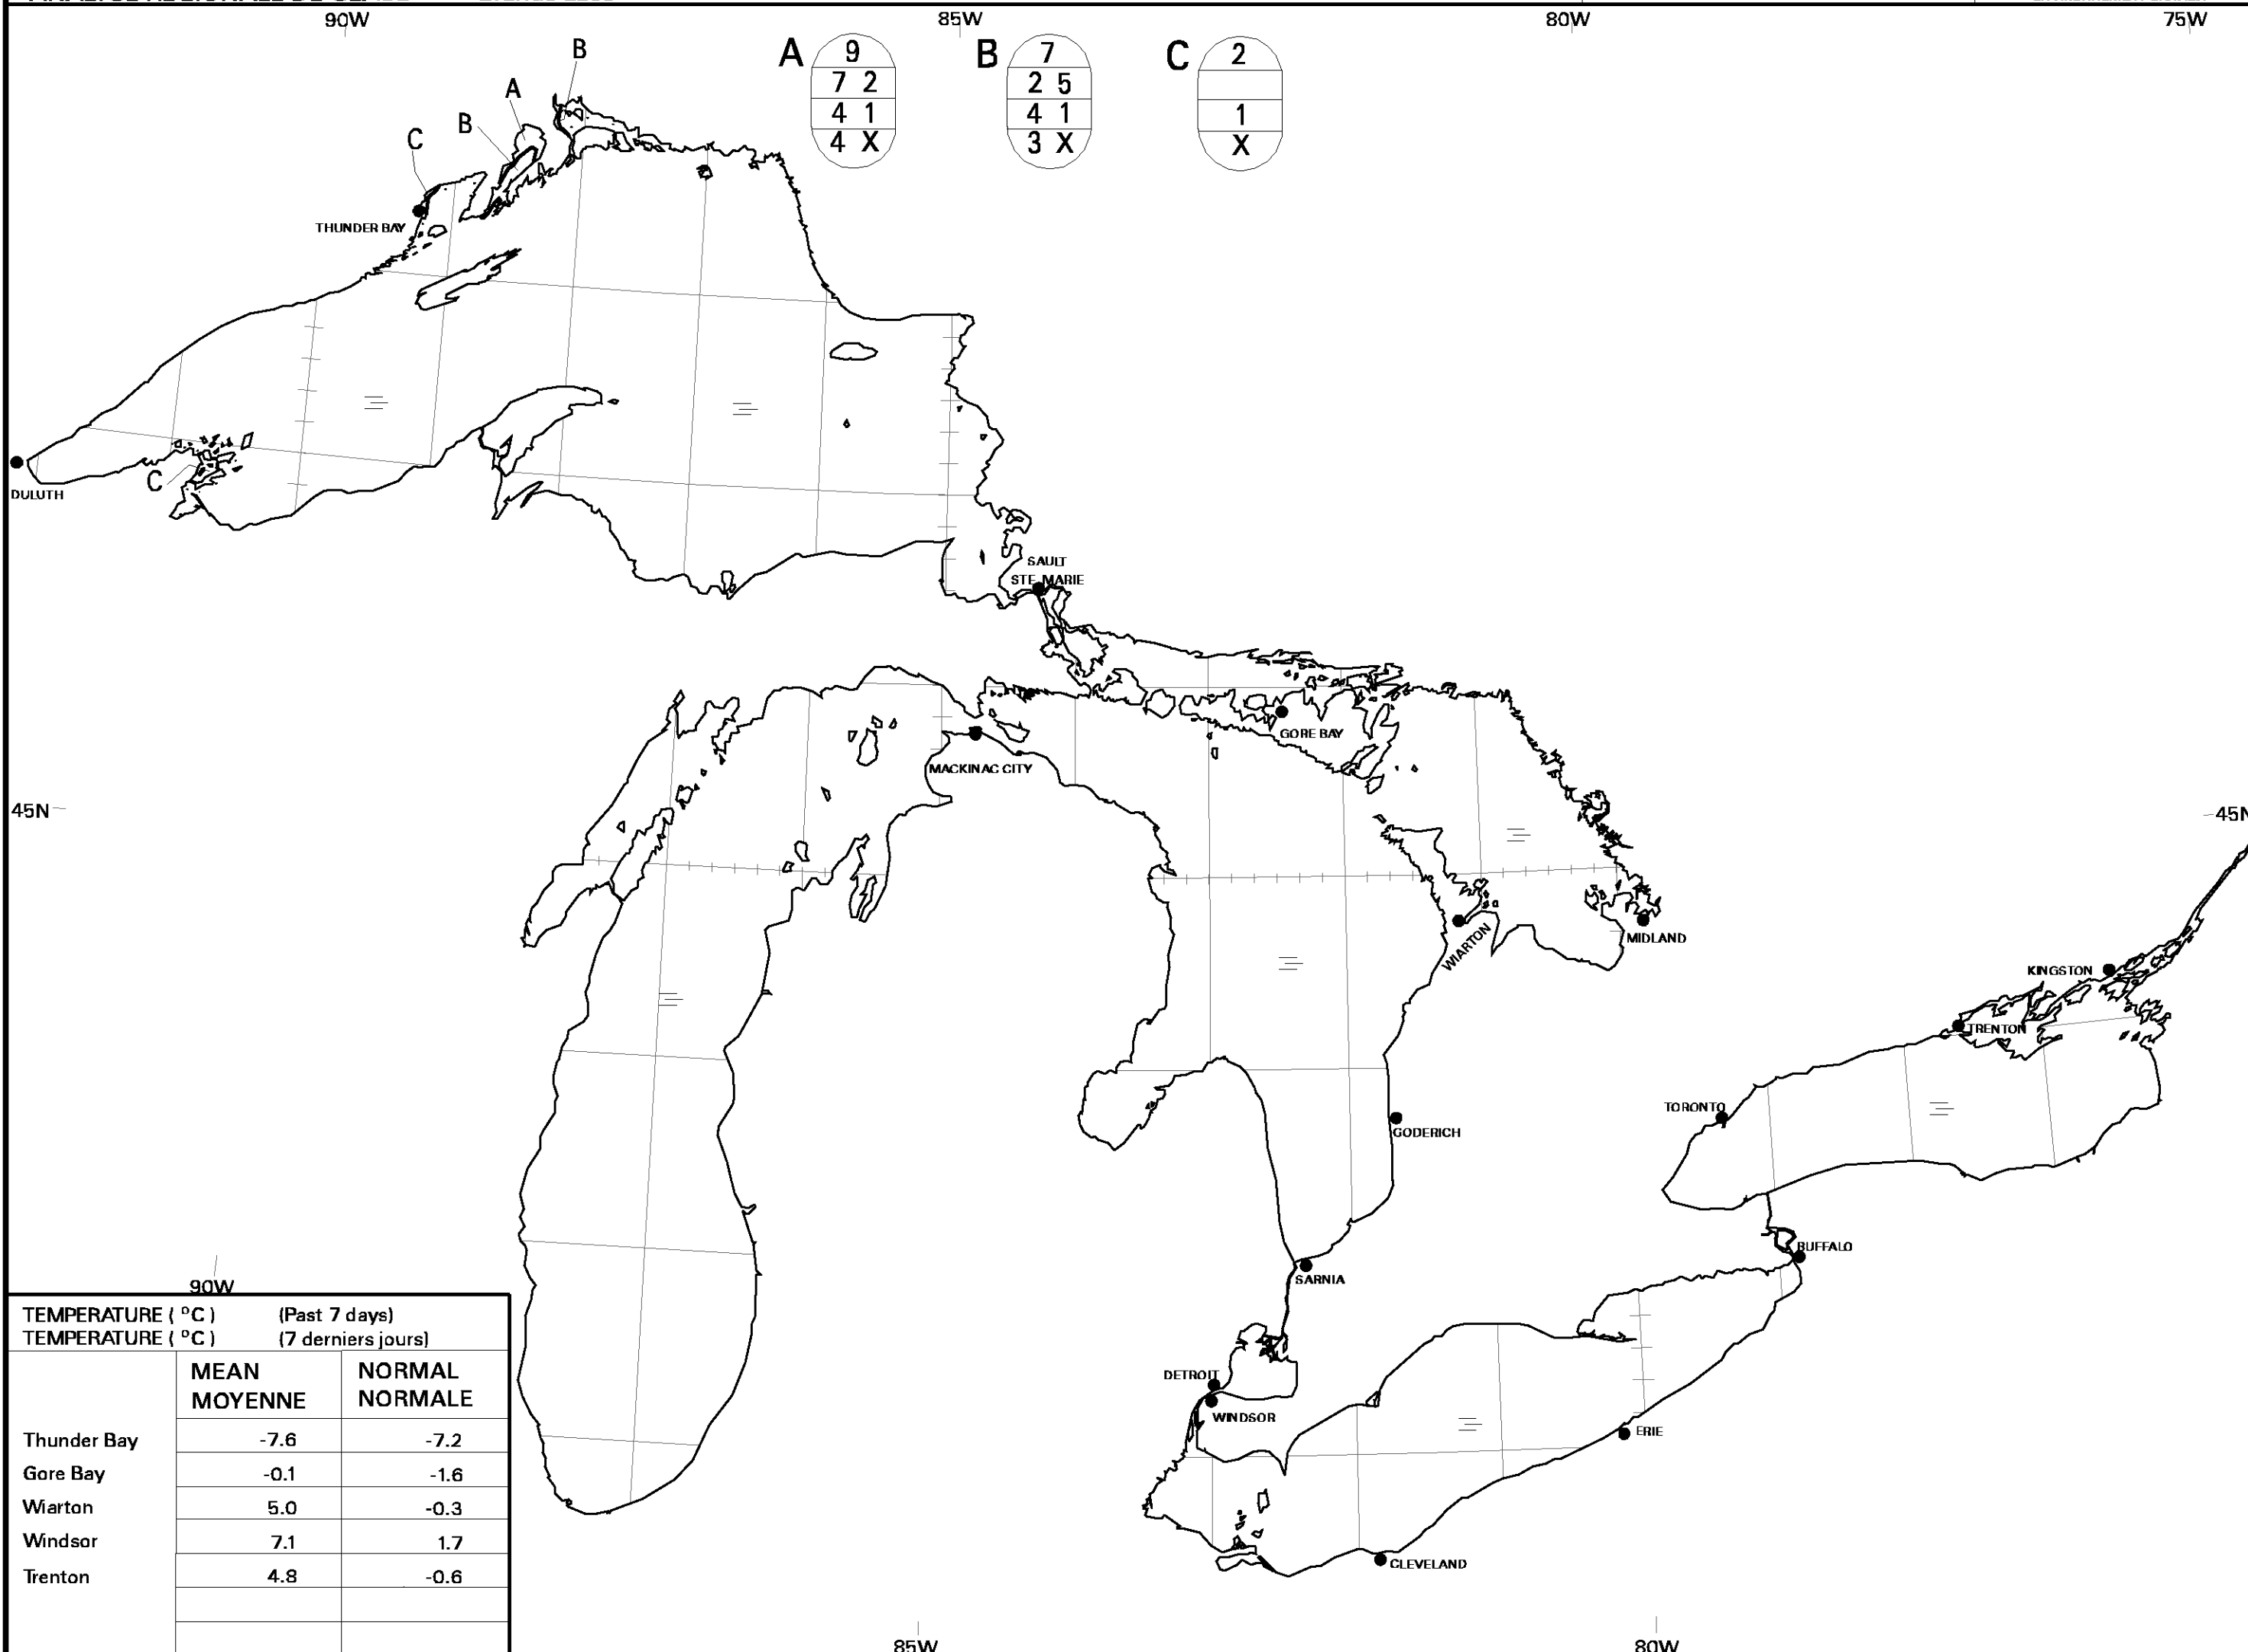 90W
85W
80W
75W
A
9
7 2
4 1
4 X
B
7
2 5
4 1
3 X
C
2
1
X
B
A
B
C
THUNDER BAY
C
DULUTH
SAULT
STE. MARIE
GORE BAY
MACKINAC CITY
45N
45N
WIARTON
MIDLAND
KINGSTON
TRENTON
TORONTO
GODERICH
BUFFALO
SARNIA
DETROIT
WINDSOR
ERIE
CLEVELAND
90W
TEMPERATURE ( ºC ) (Past 7 days)
TEMPERATURE ( ºC ) (7 derniers jours)
MEAN NORMAL
MOYENNE NORMALE
Thunder Bay -7.6 -7.2
Gore Bay -0.1 -1.6
Wiarton 5.0 -0.3
Windsor 7.1 1.7
Trenton 4.8 -0.6
85W
80W